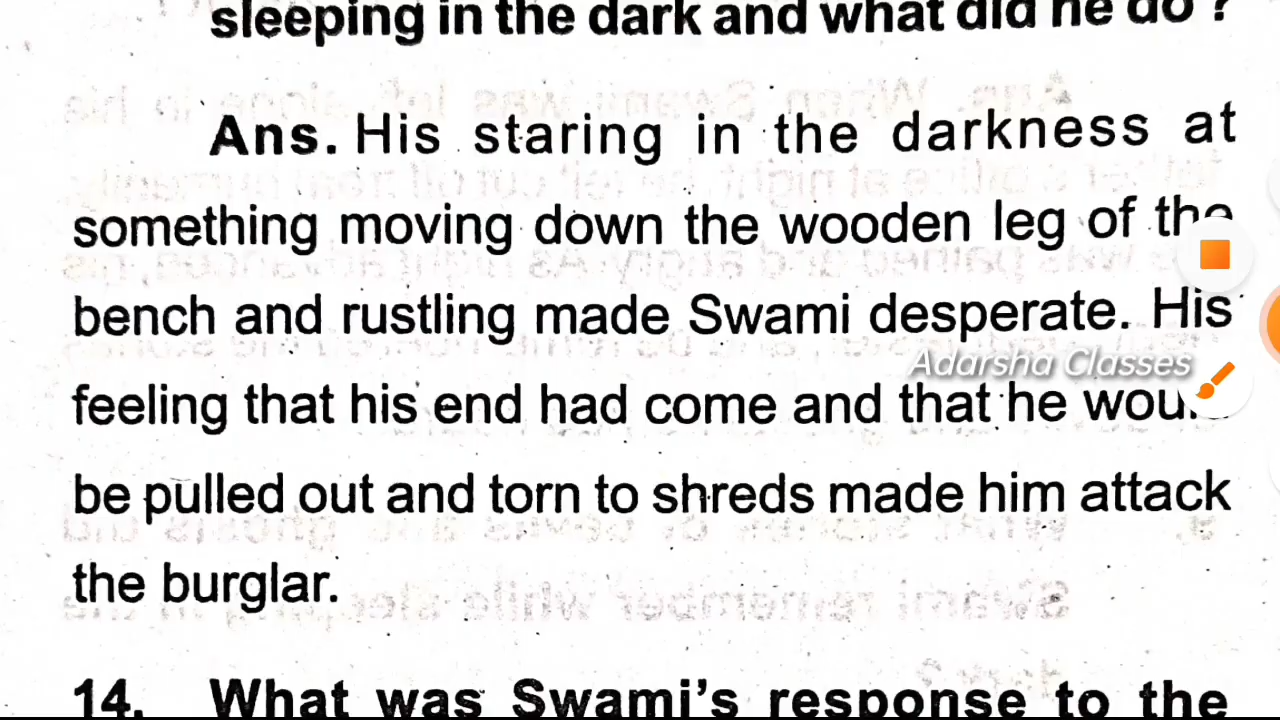 sleeping in the dark and what did he do ?
Ans. His staring in the darkness at
something moving down the wooden leg of the
bench and rustling made Swami desperate. His
Adarsha Classes
feeling that his end had come and that he would
be pulled out and torn to shreds made him attack
the burglar.
14. What was Swami's response to the